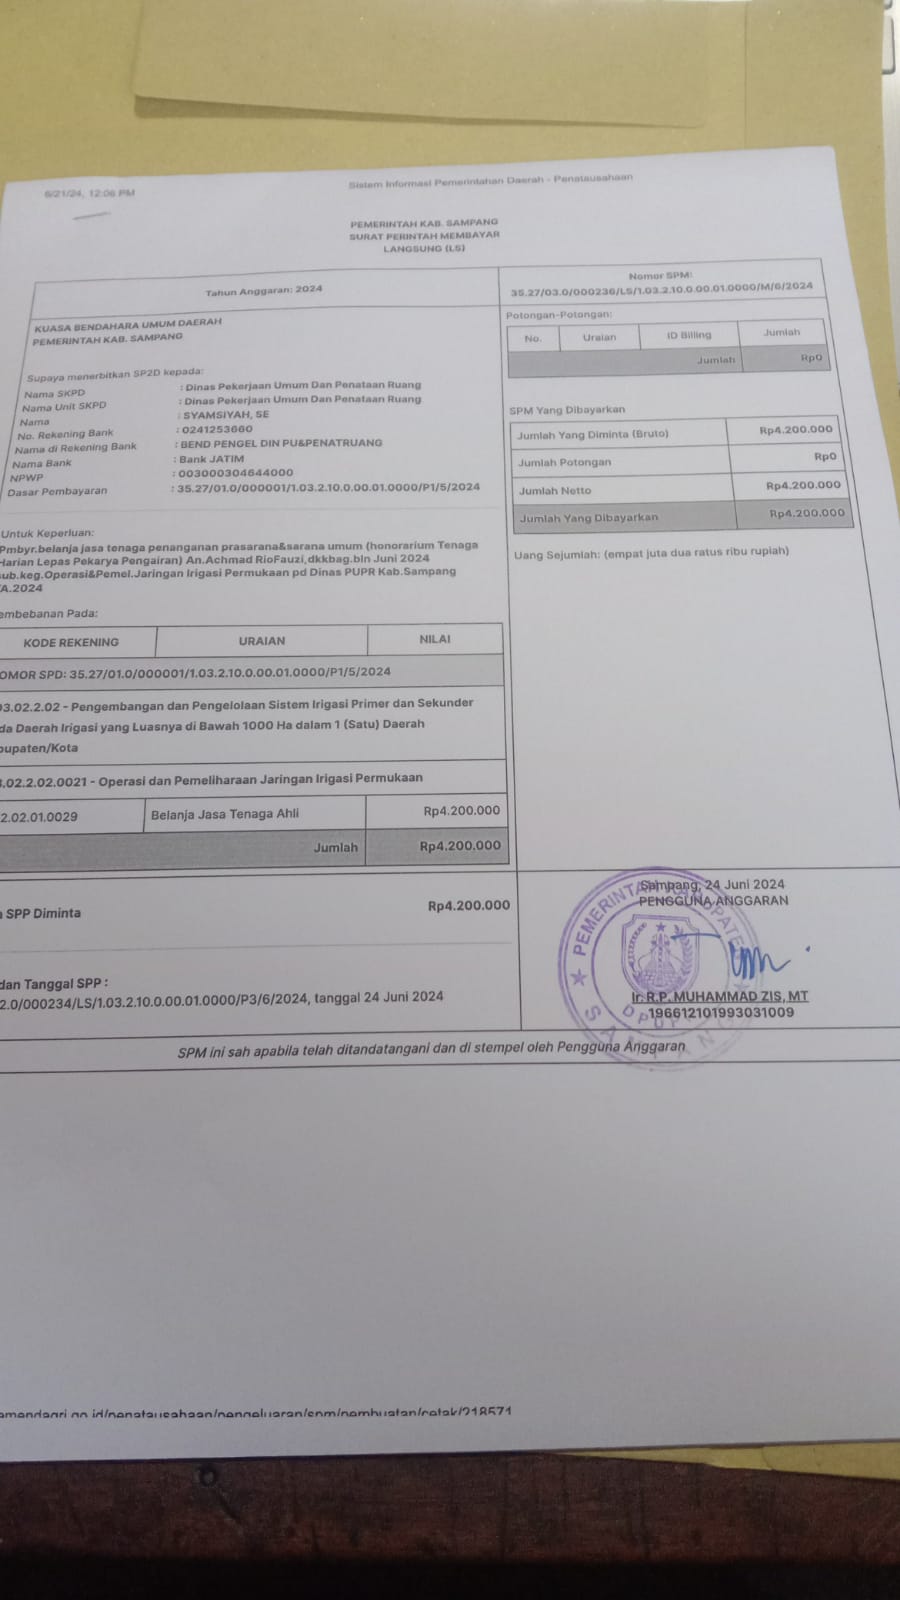 6/21/24, 12:06 PM
Sistem Informasi Pemerintahan Daerah - Penatausahaan
PEMERINTAH KAB. SAMPANG
SURAT PERINTAH MEMBAYAR
LANGSUNG (LS)
Tahun Anggaran: 2024
Nomor SPM:
35.27/03.0/000236/LS/1.03.2.10.0.00.01.0000/M/6/2024
KUASA BENDAHARA UMUM DAERAH
PEMERINTAH KAB. SAMPANG
Supaya menerbitkan SP2D kepada:
Nama SKPD : Dinas Pekerjaan Umum Dan Penataan Ruang
Nama Unit SKPD : Dinas Pekerjaan Umum Dan Penataan Ruang
Nama : SYAMSIYAH, SE
No. Rekening Bank : 0241253660
Nama di Rekening Bank : BEND PENGEL DIN PU&PENATRUANG
Nama Bank : Bank JATIM
NPWP : 003000304644000
Dasar Pembayaran : 35.27/01.0/000001/1.03.2.10.0.00.01.0000/P1/5/2024
Untuk Keperluan:
Pmbyr.belanja jasa tenaga penanganan prasarana&sarana umum (honorarium Tenaga
Harian Lepas Pekarya Pengairan) An.Achmad RioFauzi,dkkbag.bln Juni 2024
ub.keg.Operasi&Pemel.Jaringan Irigasi Permukaan pd Dinas PUPR Kab.Sampang
A.2024
embebanan Pada:
KODE REKENING URAIAN NILAI
OMOR SPD: 35.27/01.0/000001/1.03.2.10.0.00.01.0000/P1/5/2024
03.02.2.02 - Pengembangan dan Pengelolaan Sistem Irigasi Primer dan Sekunder
da Daerah Irigasi yang Luasnya di Bawah 1000 Ha dalam 1 (Satu) Daerah
bupaten/Kota
.03.02.2.02.0021 - Operasi dan Pemeliharaan Jaringan Irigasi Permukaan
2.02.01.0029 Belanja Jasa Tenaga Ahli Rp4.200.000
Jumlah Rp4.200.000
SPP Diminta Rp4.200.000
dan Tanggal SPP :
2.0/000234/LS/1.03.2.10.0.00.01.0000/P3/6/2024, tanggal 24 Juni 2024
Potongan-Potongan:
No. Uraian ID Billing Jumlah
Jumlah Rp0
SPM Yang Dibayarkan
Jumlah Yang Diminta (Bruto) Rp4.200.000
Jumlah Potongan Rp0
Jumlah Netto Rp4.200.000
Jumlah Yang Dibayarkan Rp4.200.000
Uang Sejumlah: (empat juta dua ratus ribu rupiah)
Sampang, 24 Juni 2024
PENGGUNA ANGGARAN
PEMERINTAH KABUPATEN
DPUPR
SAMPANG
Ir. R.P. MUHAMMAD ZIS, MT
196612101993031009
SPM ini sah apabila telah ditandatangani dan di stempel oleh Pengguna Anggaran
emendagri.go.id/penatausahaan/pengeluaran/spm/pembuatan/cetak/218571